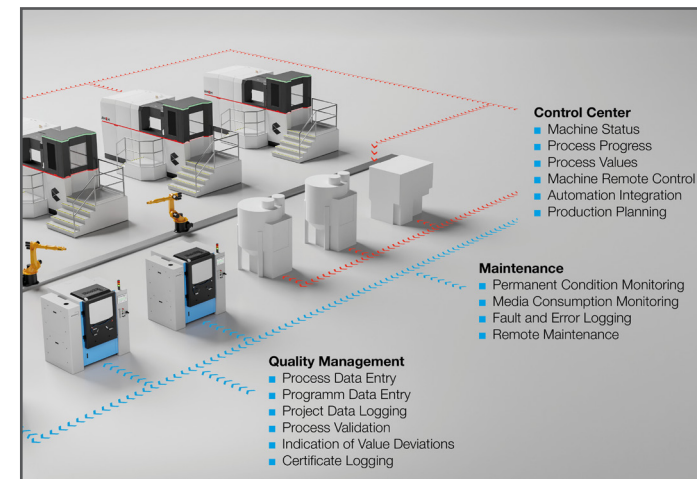 Control Center
Machine Status
Process Progress
Process Values
Machine Remote Control
Automation Integration
Production Planning
Maintenance
Permanent Condition Monitoring
Media Consumption Monitoring
Fault and Error Logging
Remote Maintenance
Quality Management
Process Data Entry
Programm Data Entry
Project Data Logging
Process Validation
Indication of Value Deviations
Certificate Logging